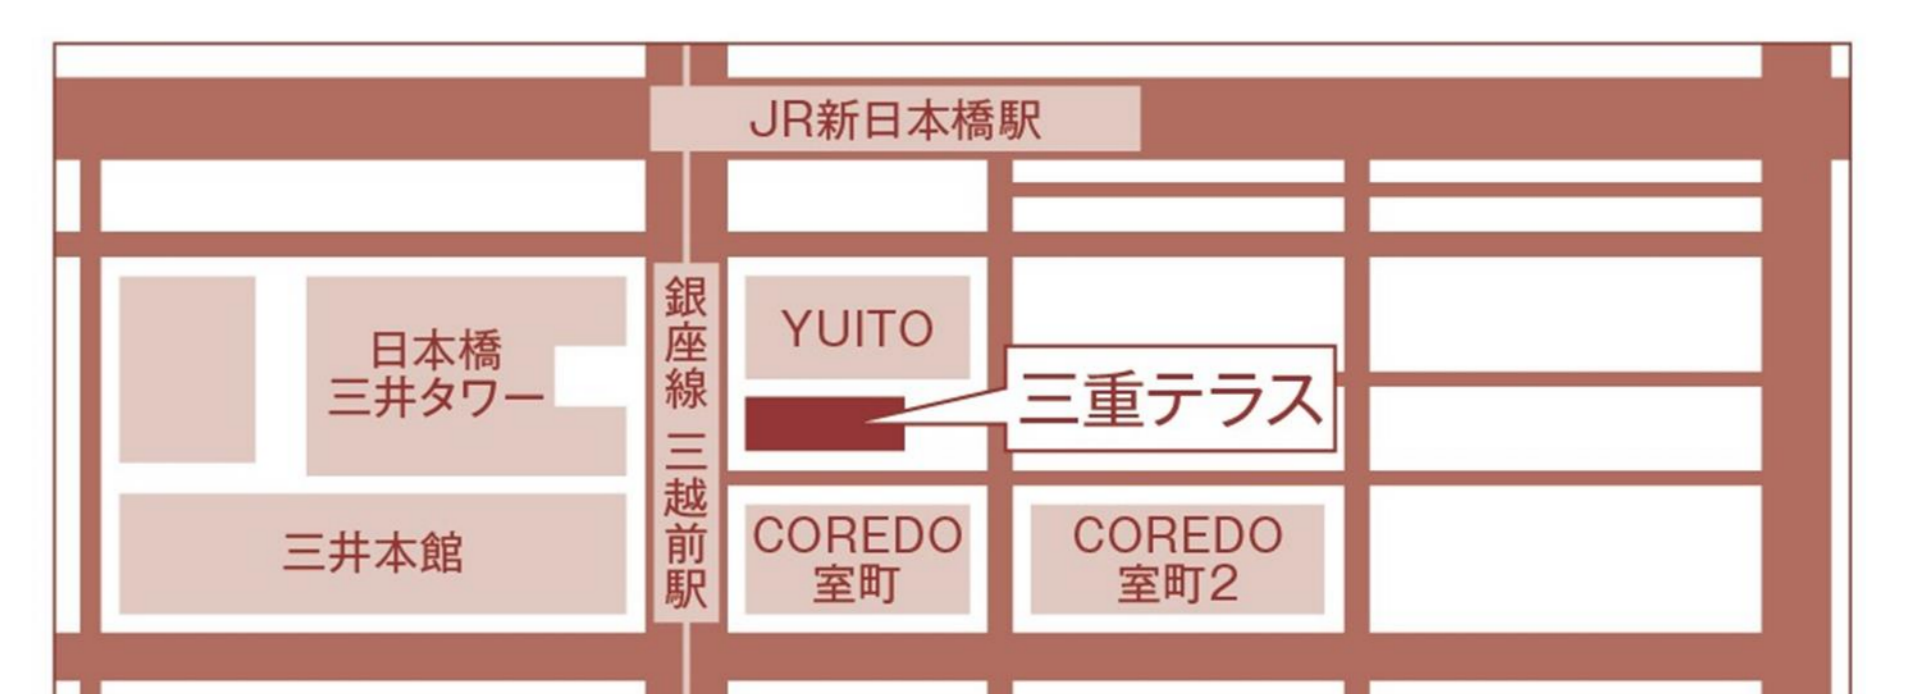 JR新日本橋駅
銀座線 三越前駅
YUITO
日本橋
三井タワー
三重テラス
三井本館
COREDO
室町
COREDO
室町2